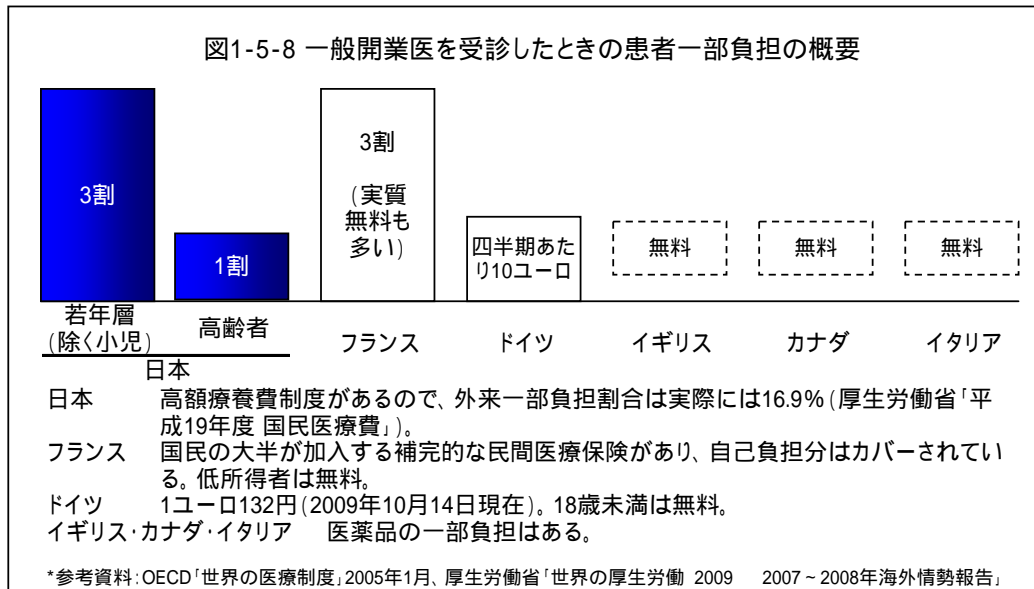 図1-5-8 一般開業医を受診したときの患者一部負担の概要
3割
1割
3割
(実質
無料も
多い)
四半期あた
り10ユーロ
無料
無料
無料
若年層
(除く小児)
高齢者
フランス
ドイツ
イギリス
カナダ
イタリア
日本
日本 高額療養費制度があるので、外来一部負担割合は実際には16.9%(厚生労働省「平
成19年度 国民医療費」)。
フランス 国民の大半が加入する補完的な民間医療保険があり、自己負担分はカバーされてい
る。低所得者は無料。
ドイツ 1ユーロ132円(2009年10月14日現在)。18歳未満は無料。
イギリス・カナダ・イタリア 医薬品の一部負担はある。
*参考資料:OECD「世界の医療制度」2005年1月、厚生労働省「世界の厚生労働 2009 2007~2008年海外情勢報告」